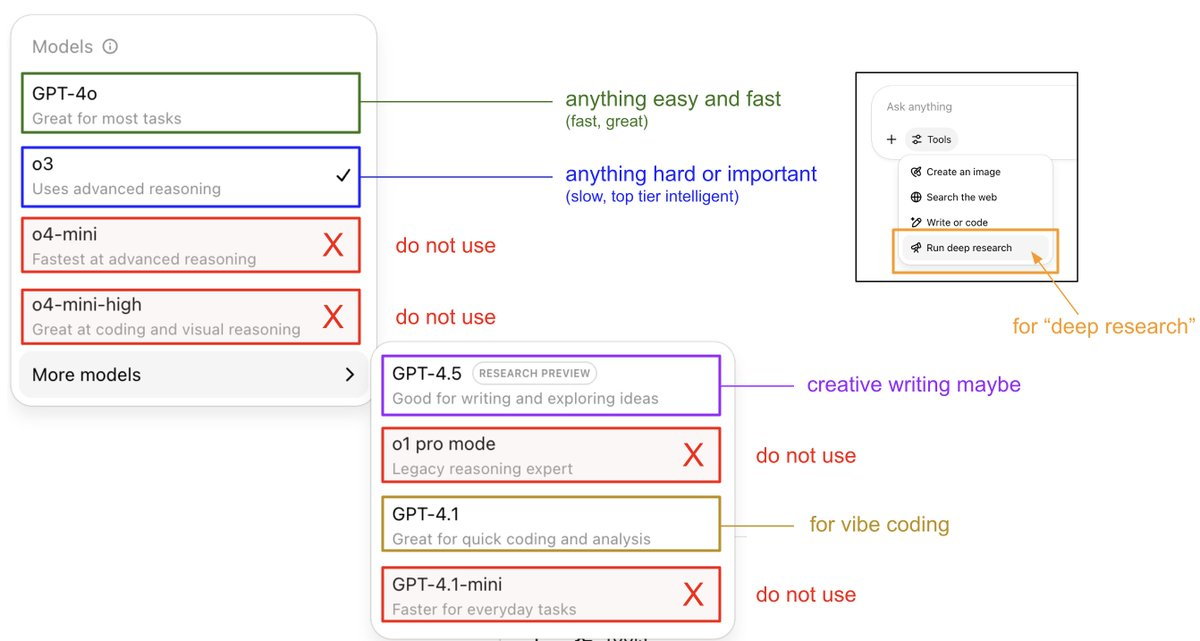 Models
GPT-4o
Great for most tasks
anything easy and fast
(fast, great)
o3
Uses advanced reasoning
anything hard or important
(slow, top tier intelligent)
o4-mini
Fastest at advanced reasoning
X
do not use
o4-mini-high
Great at coding and visual reasoning
X
do not use
More models
GPT-4.5 RESEARCH PREVIEW
Good for writing and exploring ideas
creative writing maybe
o1 pro mode
Legacy reasoning expert
X
do not use
GPT-4.1
Great for quick coding and analysis
for vibe coding
GPT-4.1-mini
Faster for everyday tasks
X
do not use
Ask anything
Tools
Create an image
Search the web
Write or code
Run deep research
for “deep research”